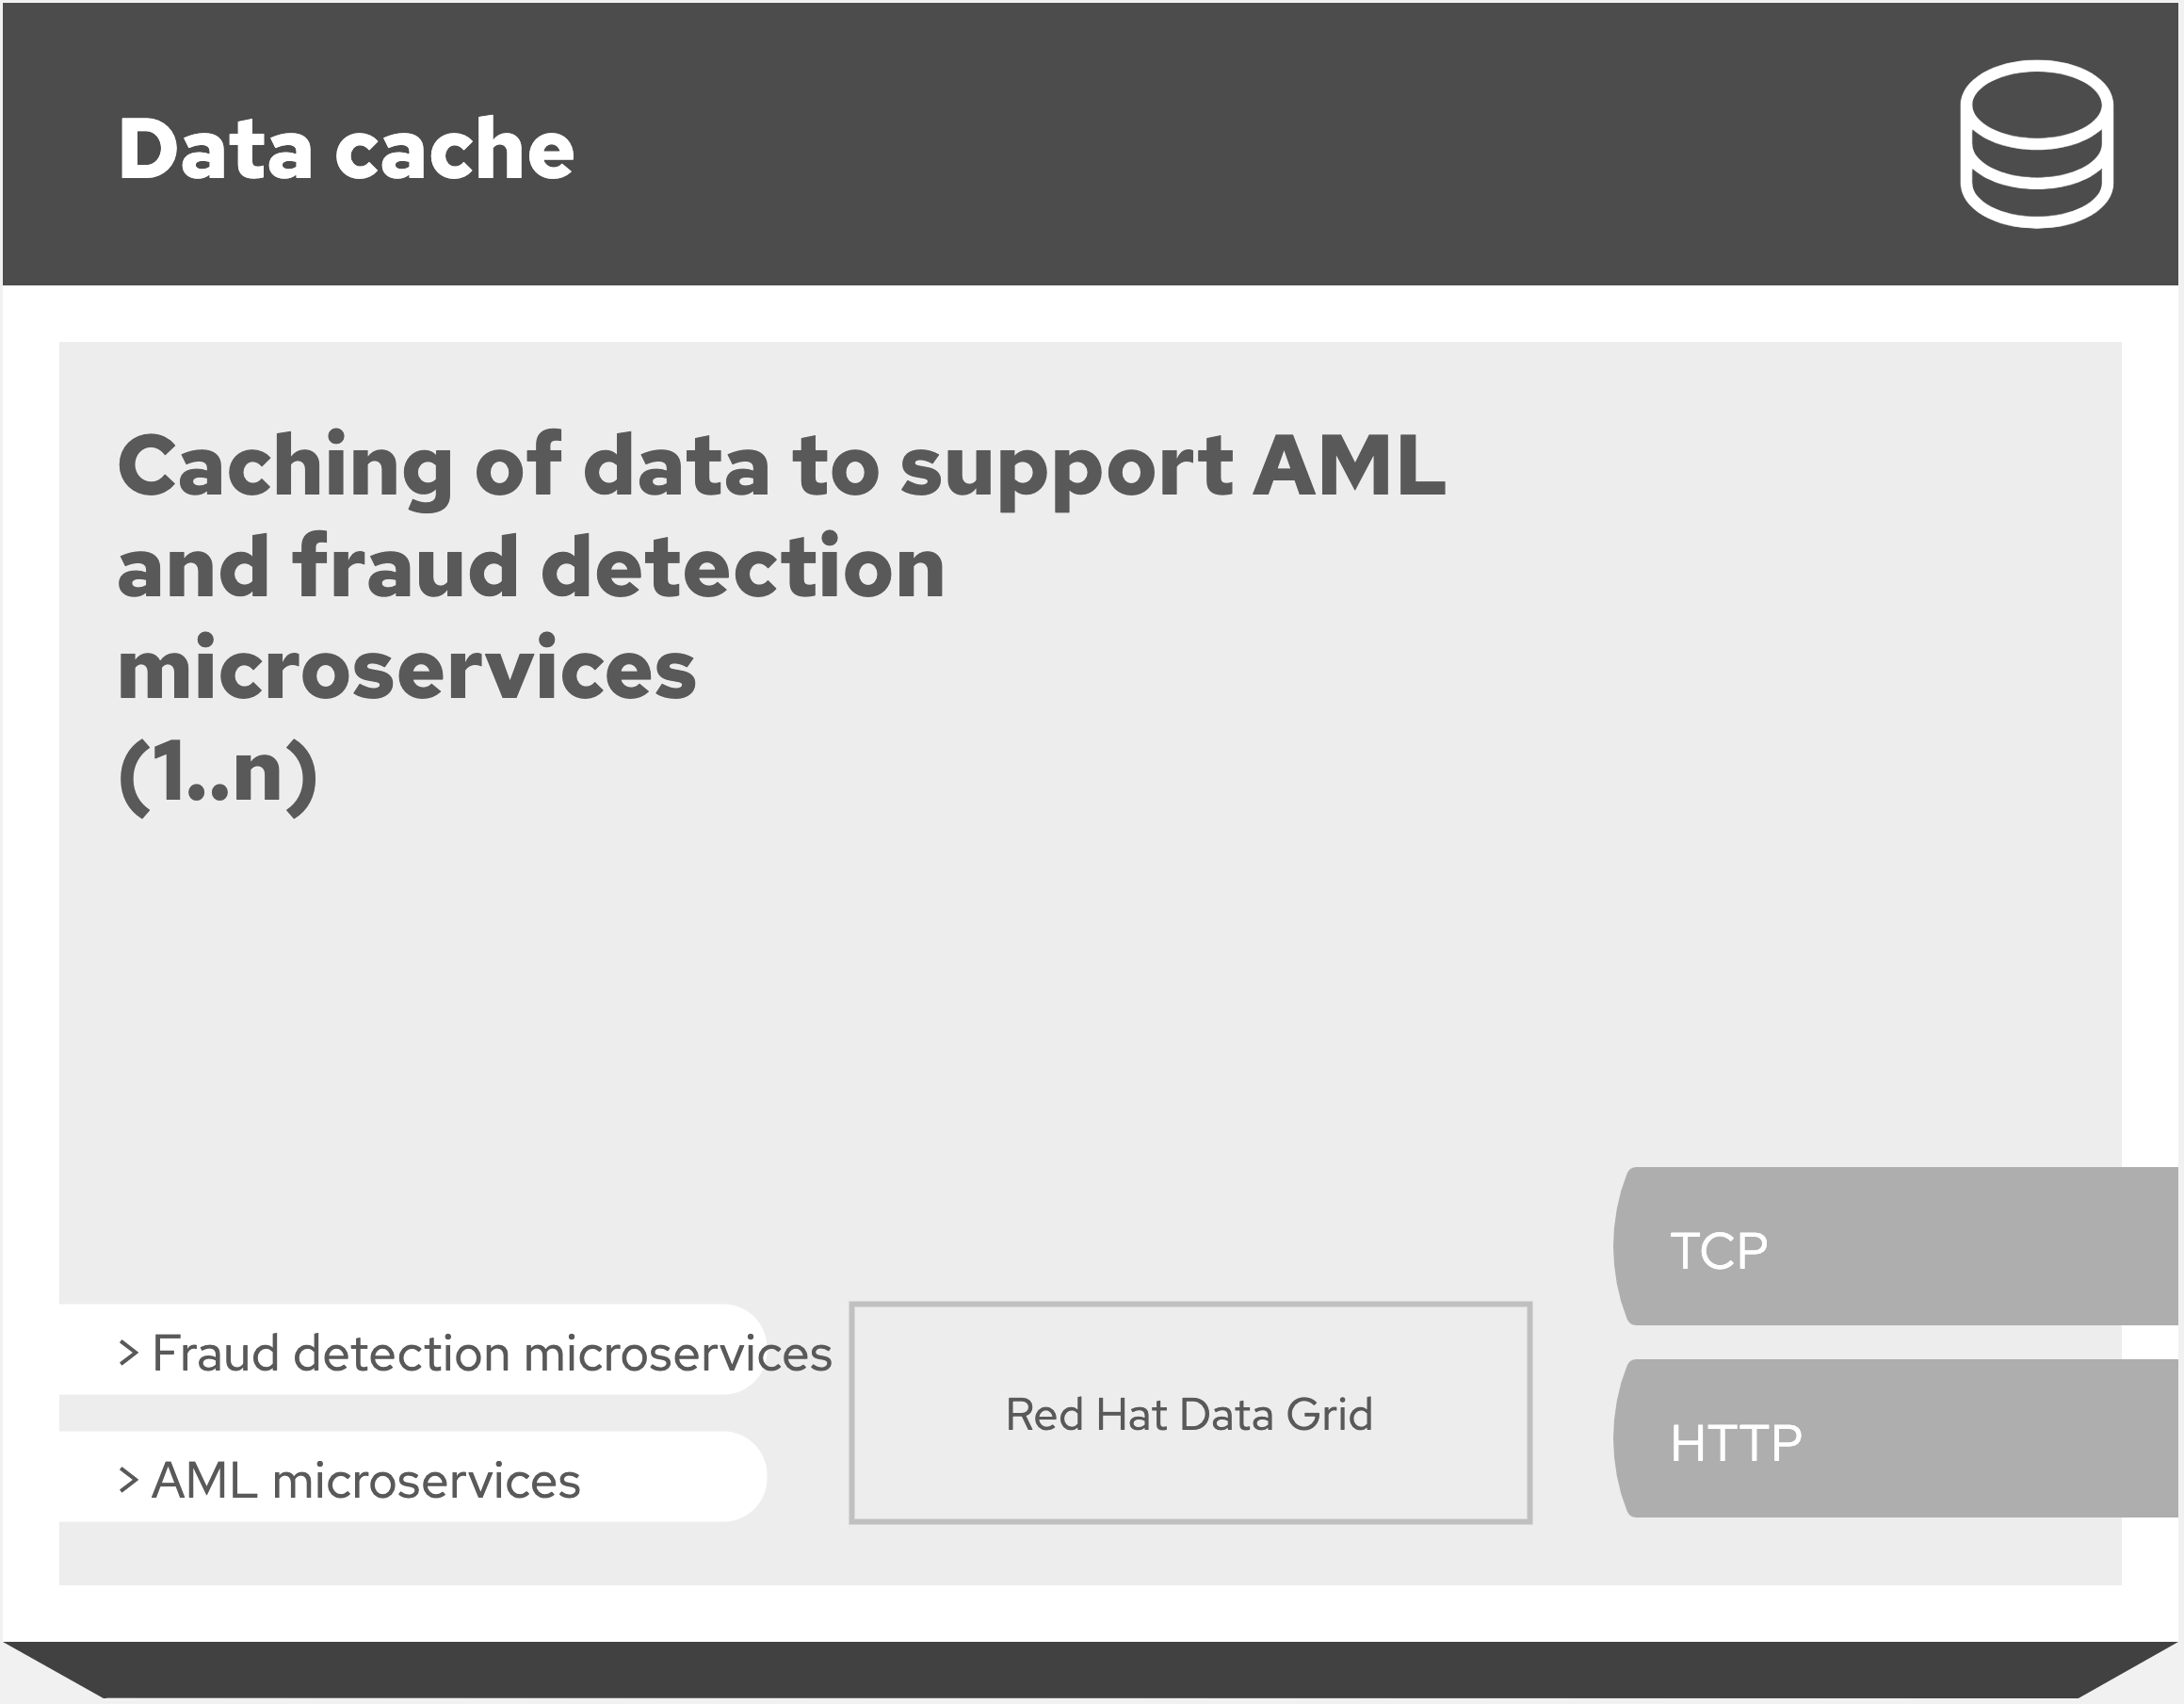 Data cache
Caching of data to support AML
and fraud detection
microservices
(1..n)
TCP
> Fraud detection microservices
Red Hat Data Grid
HTTP
> AML microservices